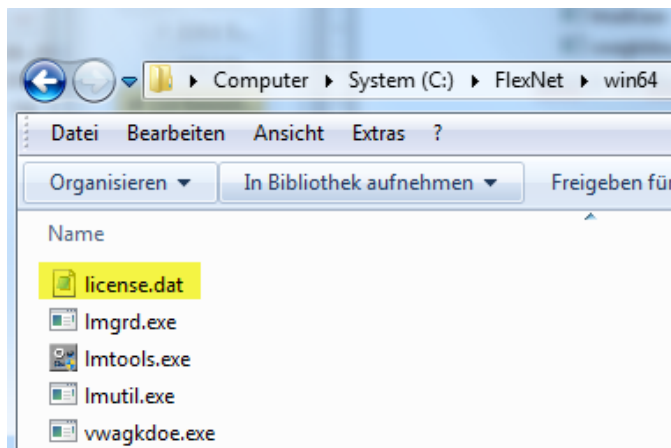 Computer System (C:) FlexNet win64
Datei Bearbeiten Ansicht Extras ?
Organisieren In Bibliothek aufnehmen Freigeben für
Name
license.dat
lmgrd.exe
lmtools.exe
lmutil.exe
vwagkdoe.exe